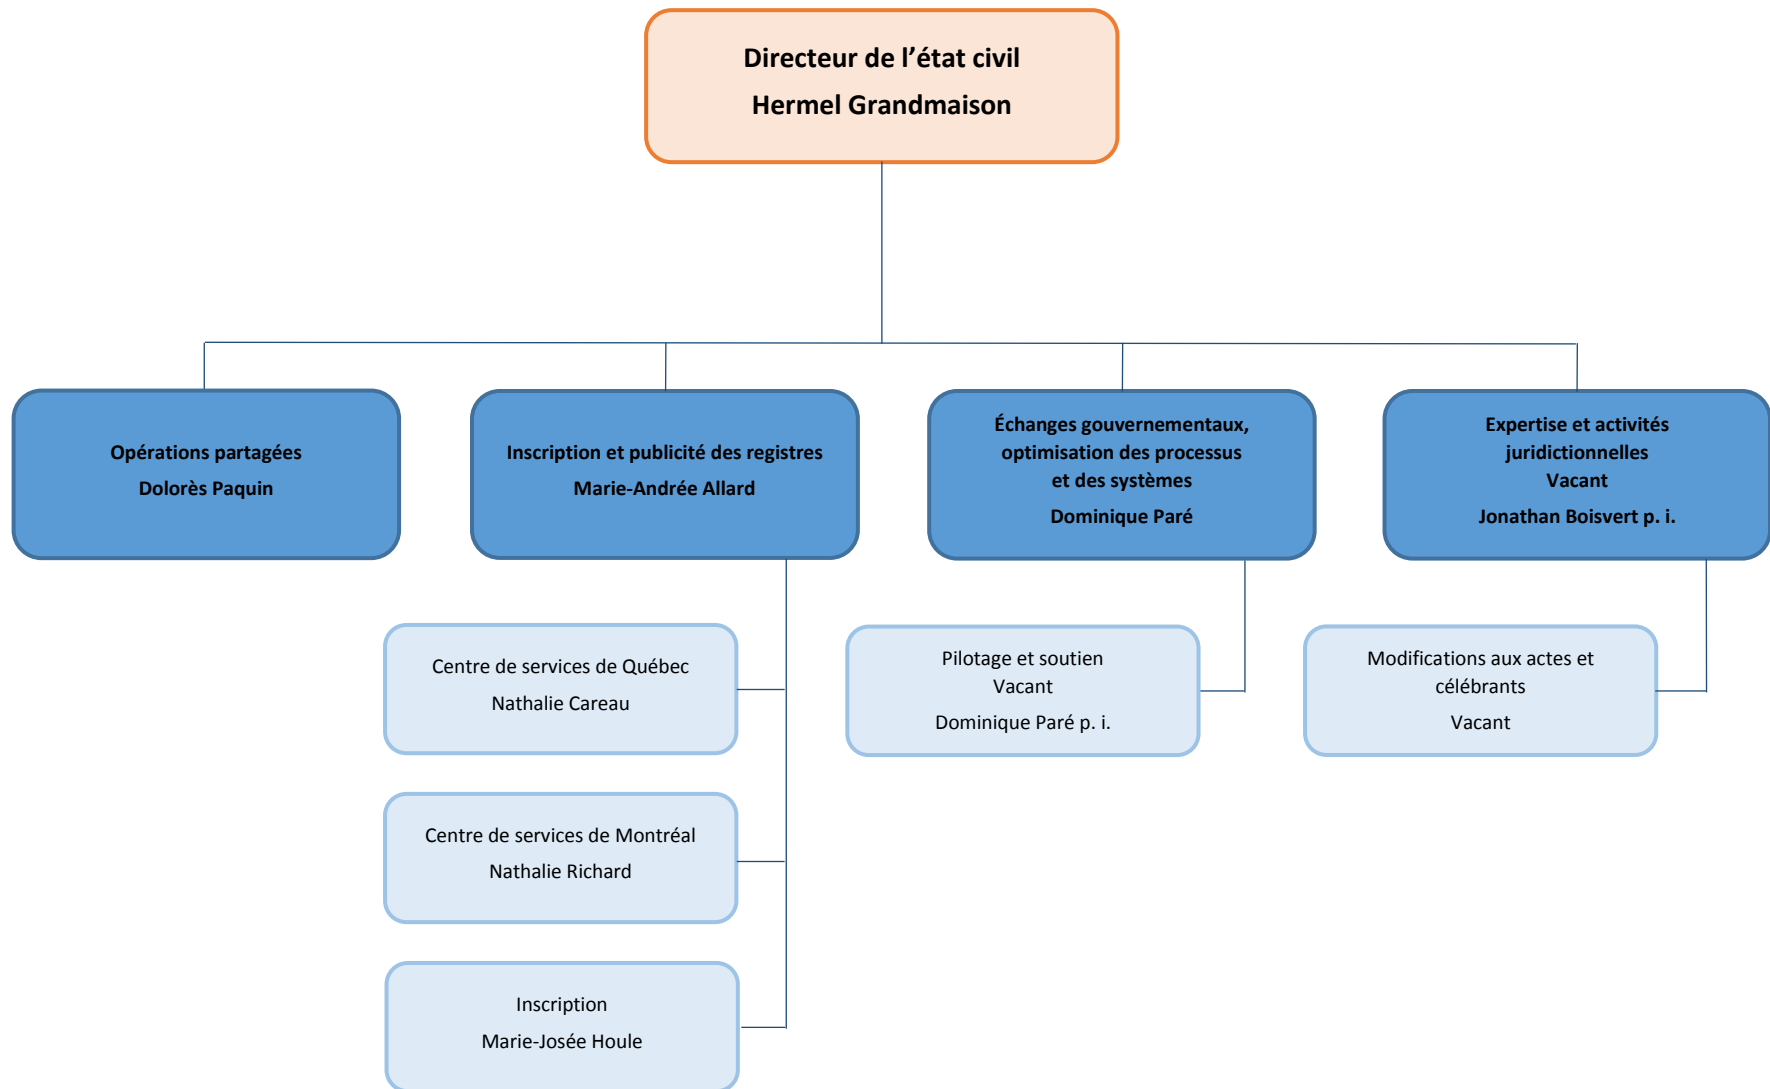 Directeur de l’état civil
Hermel Grandmaison
Opérations partagées
Dolorès Paquin
Inscription et publicité des registres
Marie-Andrée Allard
Échanges gouvernementaux,
optimisation des processus
et des systèmes
Dominique Paré
Expertise et activités
juridictionnelles
Vacant
Jonathan Boisvert p. i.
Centre de services de Québec
Nathalie Careau
Pilotage et soutien
Vacant
Dominique Paré p. i.
Modifications aux actes et
célébrants
Vacant
Centre de services de Montréal
Nathalie Richard
Inscription
Marie-Josée Houle